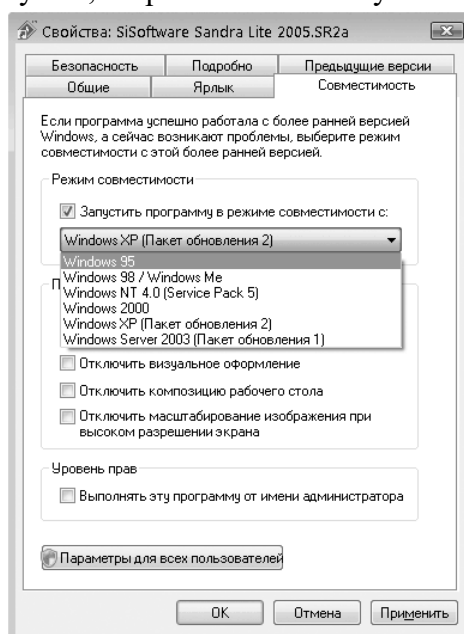 Свойства: SiSoftware Sandra Lite 2005.SR2a
Безопасность Подробно Предыдущие версии
Общие Ярлык Совместимость
Если программа успешно работала с более ранней версией
Windows, а сейчас возникают проблемы, выберите режим
совместимости с этой более ранней версией.
Режим совместимости
Запустить программу в режиме совместимости с:
Windows XP (Пакет обновления 2)
Windows 95
Windows 98 / Windows Me
Windows NT 4.0 (Service Pack 5)
Windows 2000
Windows XP (Пакет обновления 2)
Windows Server 2003 (Пакет обновления 1)
Отключить визуальное оформление
Отключить композицию рабочего стола
Отключить масштабирование изображения при
высоком разрешении экрана
Уровень прав
Выполнять эту программу от имени администратора
Параметры для всех пользователей
OK Отмена Применить